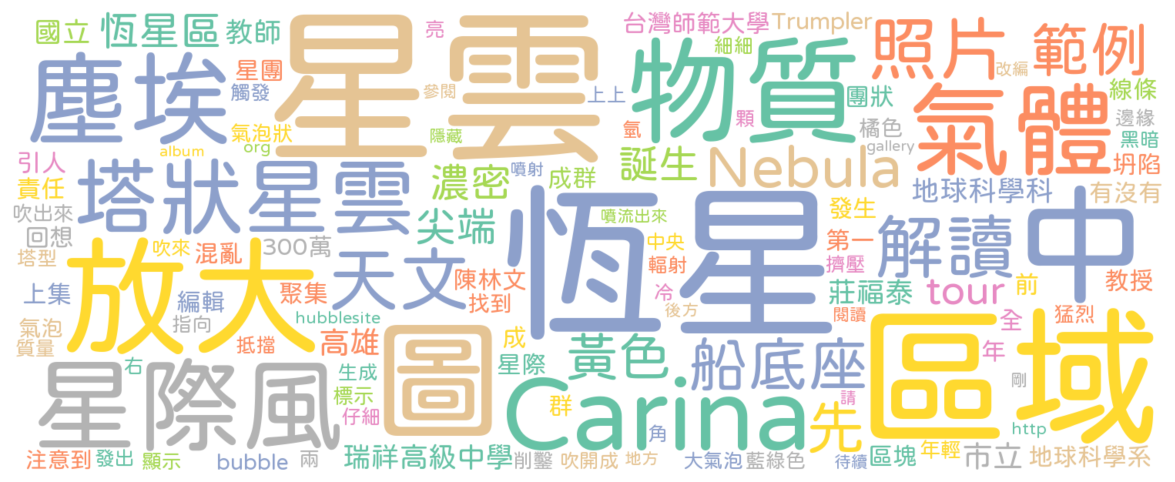 國立 恆星區 教師 星雲 亮 台灣師範大學 Trumpler 照片 範例
細細 改編
塵埃 星團 觸發 參閱 上上 物質 團狀 氣體 線條
氣泡狀 隱藏 氫 顆 橘色 邊緣
album org gallery 黑暗
引人 塔狀星雲 濃密 噴射 成群 誕生 Nebula 坍陷
責任 地球科學科 有沒有
吹出來 尖端 恆星 噴流出來 發生 解讀 中
回想 300萬 中央 第一
塔型 放大 吹來 混亂 天文 陳林文 輻射 擠壓 教授
上集 編輯 聚集 找到 冷 莊福泰 tour 前
氣泡 指向 hubblesite 後方 閱讀 猛烈
質量 抵擋 高雄 圖 成 全 區域
星際風 右 生成 星際 黃色 船底座 年
標示 剛
仔細 群 Carina 請 先 http
角
注意到 發出 顯示 bubble 兩 瑞祥高級中學 削鑿 吹開成 地方 大氣泡 藍綠色 待續 區塊 年輕 市立 地球科學系